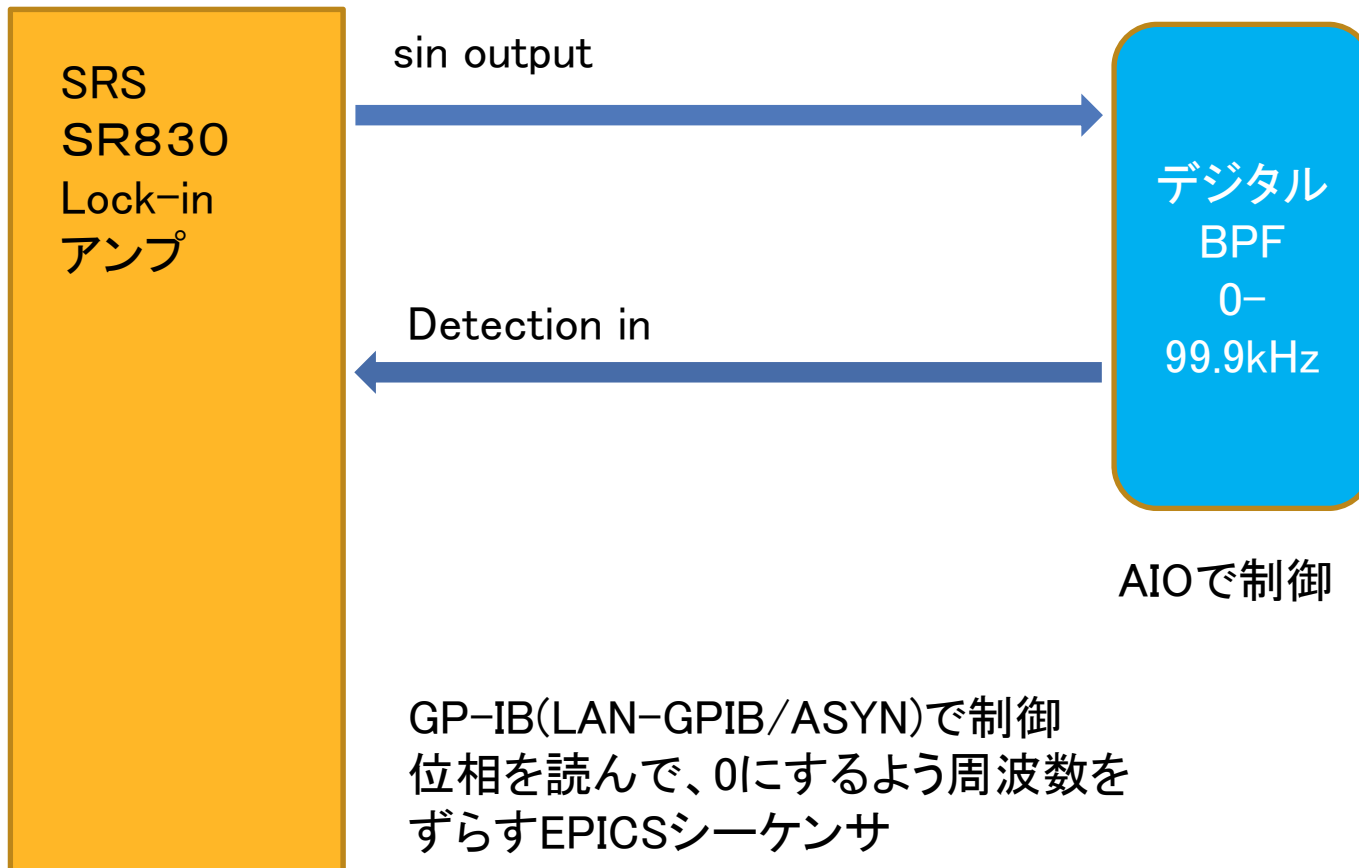 SRS
SR830
Lock-in
アンプ
sin output
Detection in
デジタル
BPF
0-
99.9kHz
AIOで制御
GP-IB(LAN-GPIB/ASYN)で制御
位相を読んで、0にするよう周波数を
ずらすEPICSシーケンサ